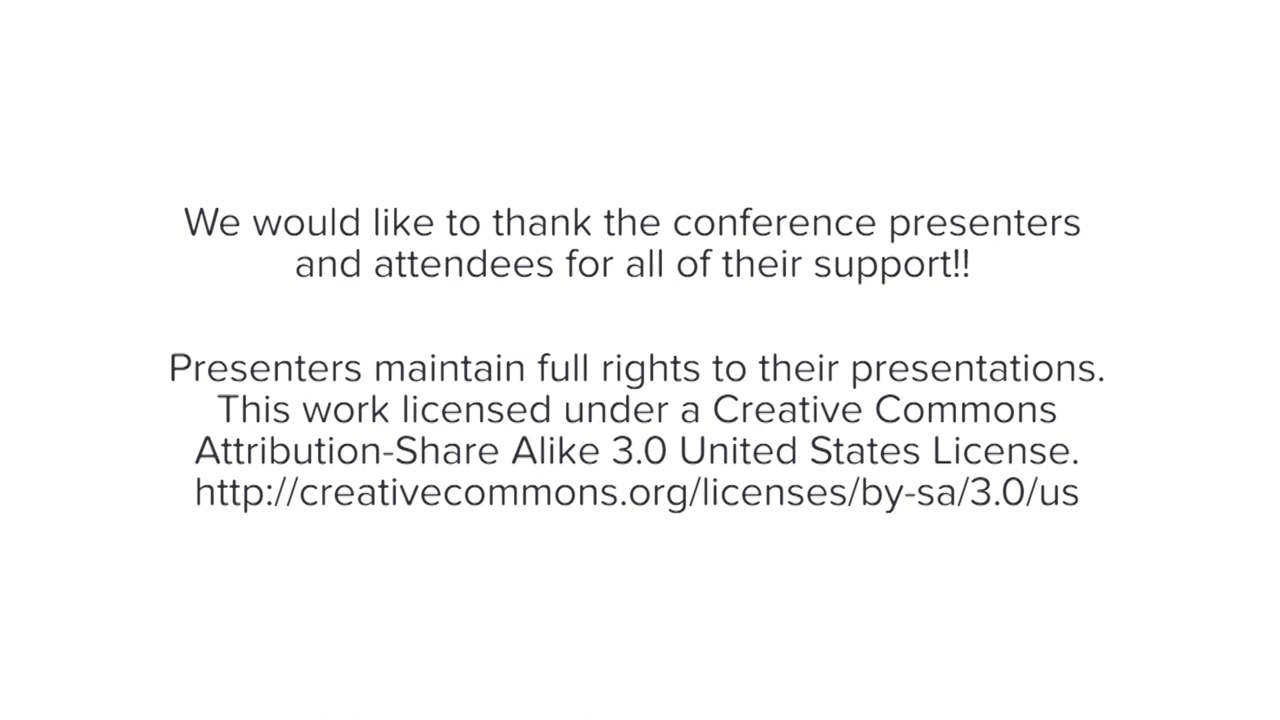 We would like to thank the conference presenters
and attendees for all of their support!!
Presenters maintain full rights to their presentations.
This work licensed under a Creative Commons
Attribution-Share Alike 3.0 United States License.
http://creativecommons.org/licenses/by-sa/3.0/us